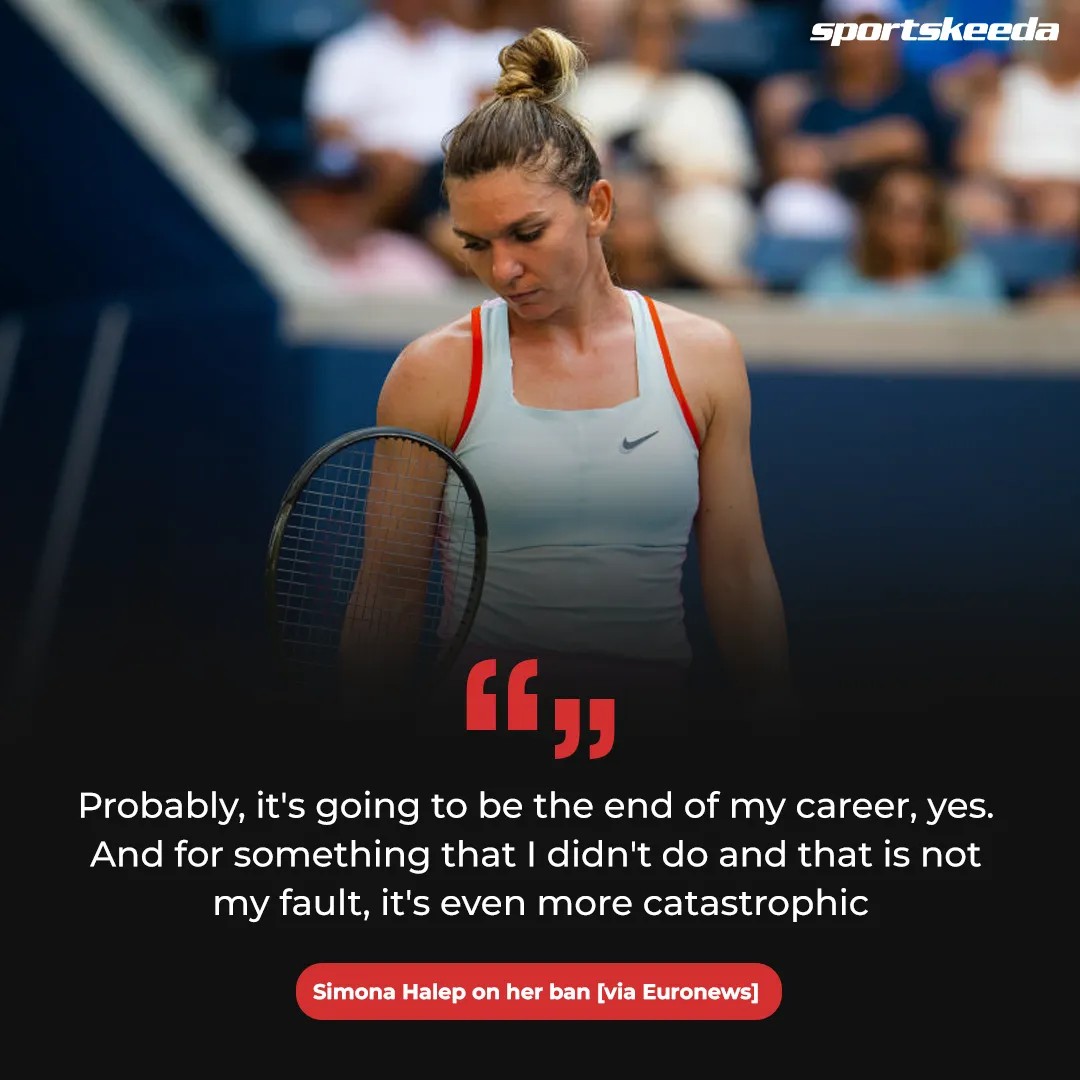 sportskeeda
Probably, it's going to be the end of my career, yes.
And for something that I didn't do and that is not
my fault, it's even more catastrophic
Simona Halep on her ban [via Euronews]